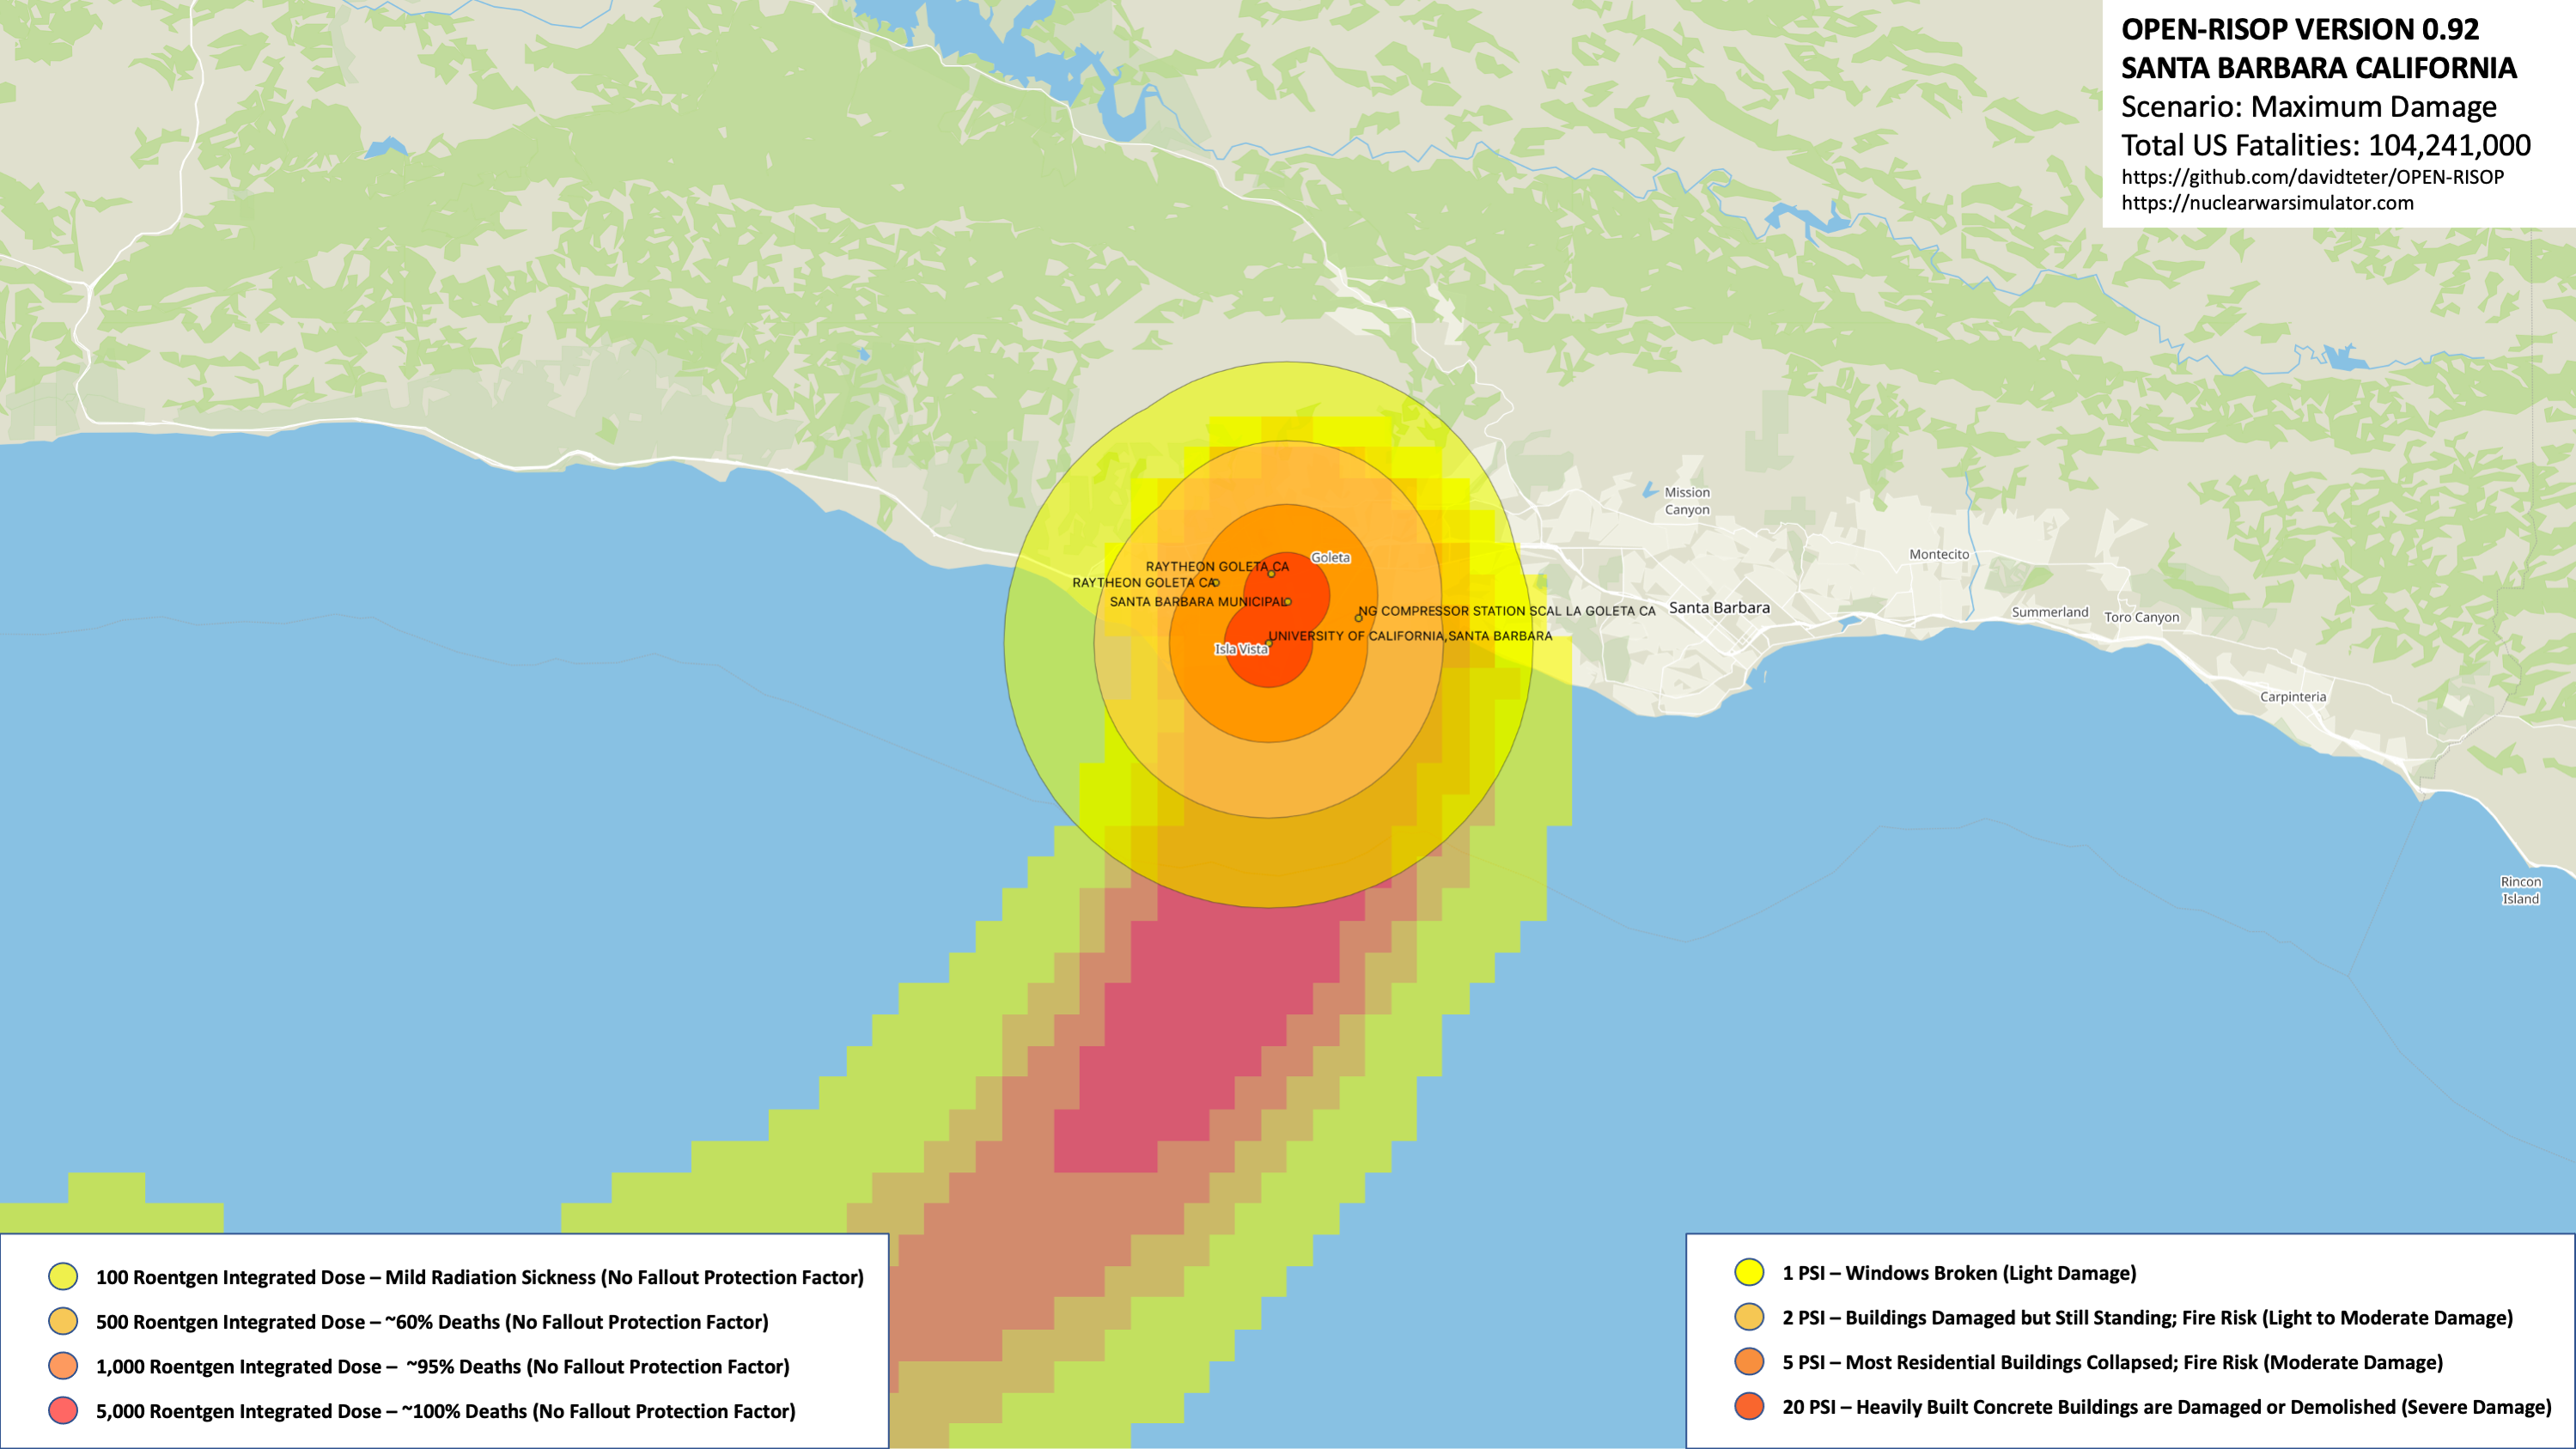 OPEN-RISOP VERSION 0.92
SANTA BARBARA CALIFORNIA
Scenario: Maximum Damage
Total US Fatalities: 104,241,000
https://github.com/davidteter/OPEN-RISOP
https://nuclearwarsimulator.com
Mission
Canyon
Montecito
Goleta
RAYTHEON GOLETA CA
RAYTHEON GOLETA CA
SANTA BARBARA MUNICIPAL
NG COMPRESSOR STATION SCAL LA GOLETA CA
Santa Barbara
Summerland
Toro Canyon
UNIVERSITY OF CALIFORNIA,SANTA BARBARA
Isla Vista
Carpinteria
Rincon
Island
100 Roentgen Integrated Dose – Mild Radiation Sickness (No Fallout Protection Factor)
500 Roentgen Integrated Dose – ~60% Deaths (No Fallout Protection Factor)
1,000 Roentgen Integrated Dose – ~95% Deaths (No Fallout Protection Factor)
5,000 Roentgen Integrated Dose – ~100% Deaths (No Fallout Protection Factor)
1 PSI – Windows Broken (Light Damage)
2 PSI – Buildings Damaged but Still Standing; Fire Risk (Light to Moderate Damage)
5 PSI – Most Residential Buildings Collapsed; Fire Risk (Moderate Damage)
20 PSI – Heavily Built Concrete Buildings are Damaged or Demolished (Severe Damage)